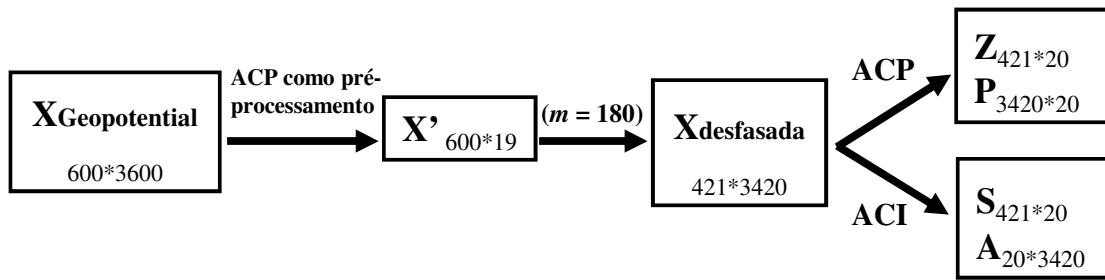 XGeopotential
600*3600
ACP como pré-
processamento
X’ 600*19
(m = 180)
Xdesfasada
421*3420
ACP
ACI
Z421*20
P3420*20
S421*20
A20*3420